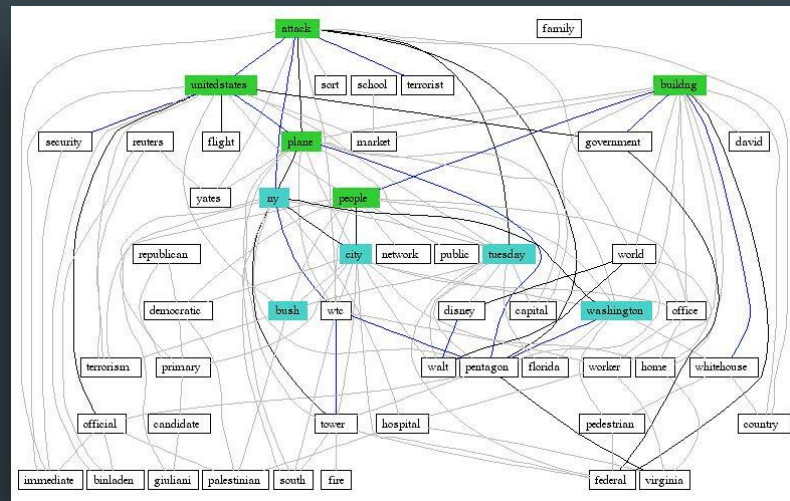 attack
family
unitedstates
sort
school
terrorist
buildng
security
reuters
flight
plane
market
government
david
yates
ny
people
republican
city
network
public
tuesday
world
democratic
bush
wtc
disney
capital
washington
office
terrorism
primary
walt
pentagon
florida
worker
home
whitehouse
official
candidate
tower
hospital
pedestrian
country
immediate
binladen
giuliani
palestinian
south
fire
federal
virginia